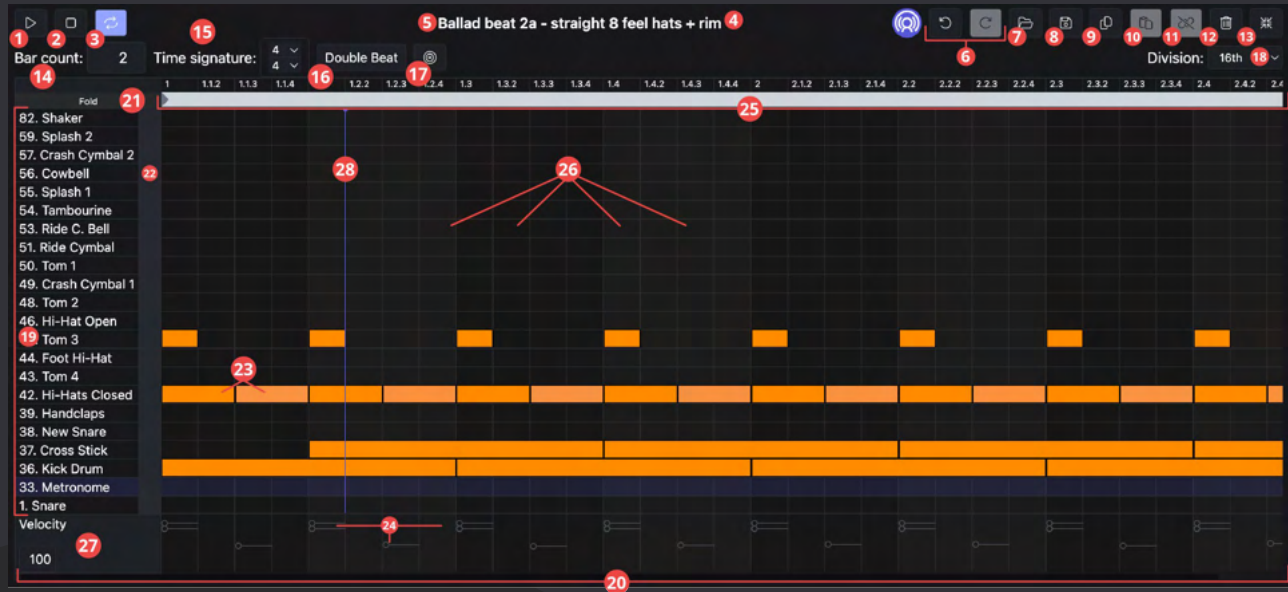 5 Ballad beat 2a - straight 8 feel hats + rim 4
1 2 3 15 6 7 8 9 10 11 12 13
Bar count: 2 Time signature: 4 4 Double Beat Division: 16th 18
14 16 17
1 1.1.2 1.1.3 1.1.4 1.2.2 1.2.3 1.2.4 1.3 1.3.2 1.3.3 1.3.4 1.4 1.4.2 1.4.3 1.4.4 2 2.1.2 2.1.3 2.1.4 2.2 2.2.2 2.2.3 2.2.4 2.3 2.3.2 2.3.3 2.3.4 2.4 2.4.2 2.4
Fold 21 25
82. Shaker
59. Splash 2
57. Crash Cymbal 2
56. Cowbell 22 28 26
55. Splash 1
54. Tambourine
53. Ride C. Bell
51. Ride Cymbal
50. Tom 1
49. Crash Cymbal 1
48. Tom 2
46. Hi-Hat Open
19 Tom 3
44. Foot Hi-Hat
43. Tom 4 23
42. Hi-Hats Closed
39. Handclaps
38. New Snare
37. Cross Stick
36. Kick Drum
33. Metronome
1. Snare
Velocity 24
27
100
20